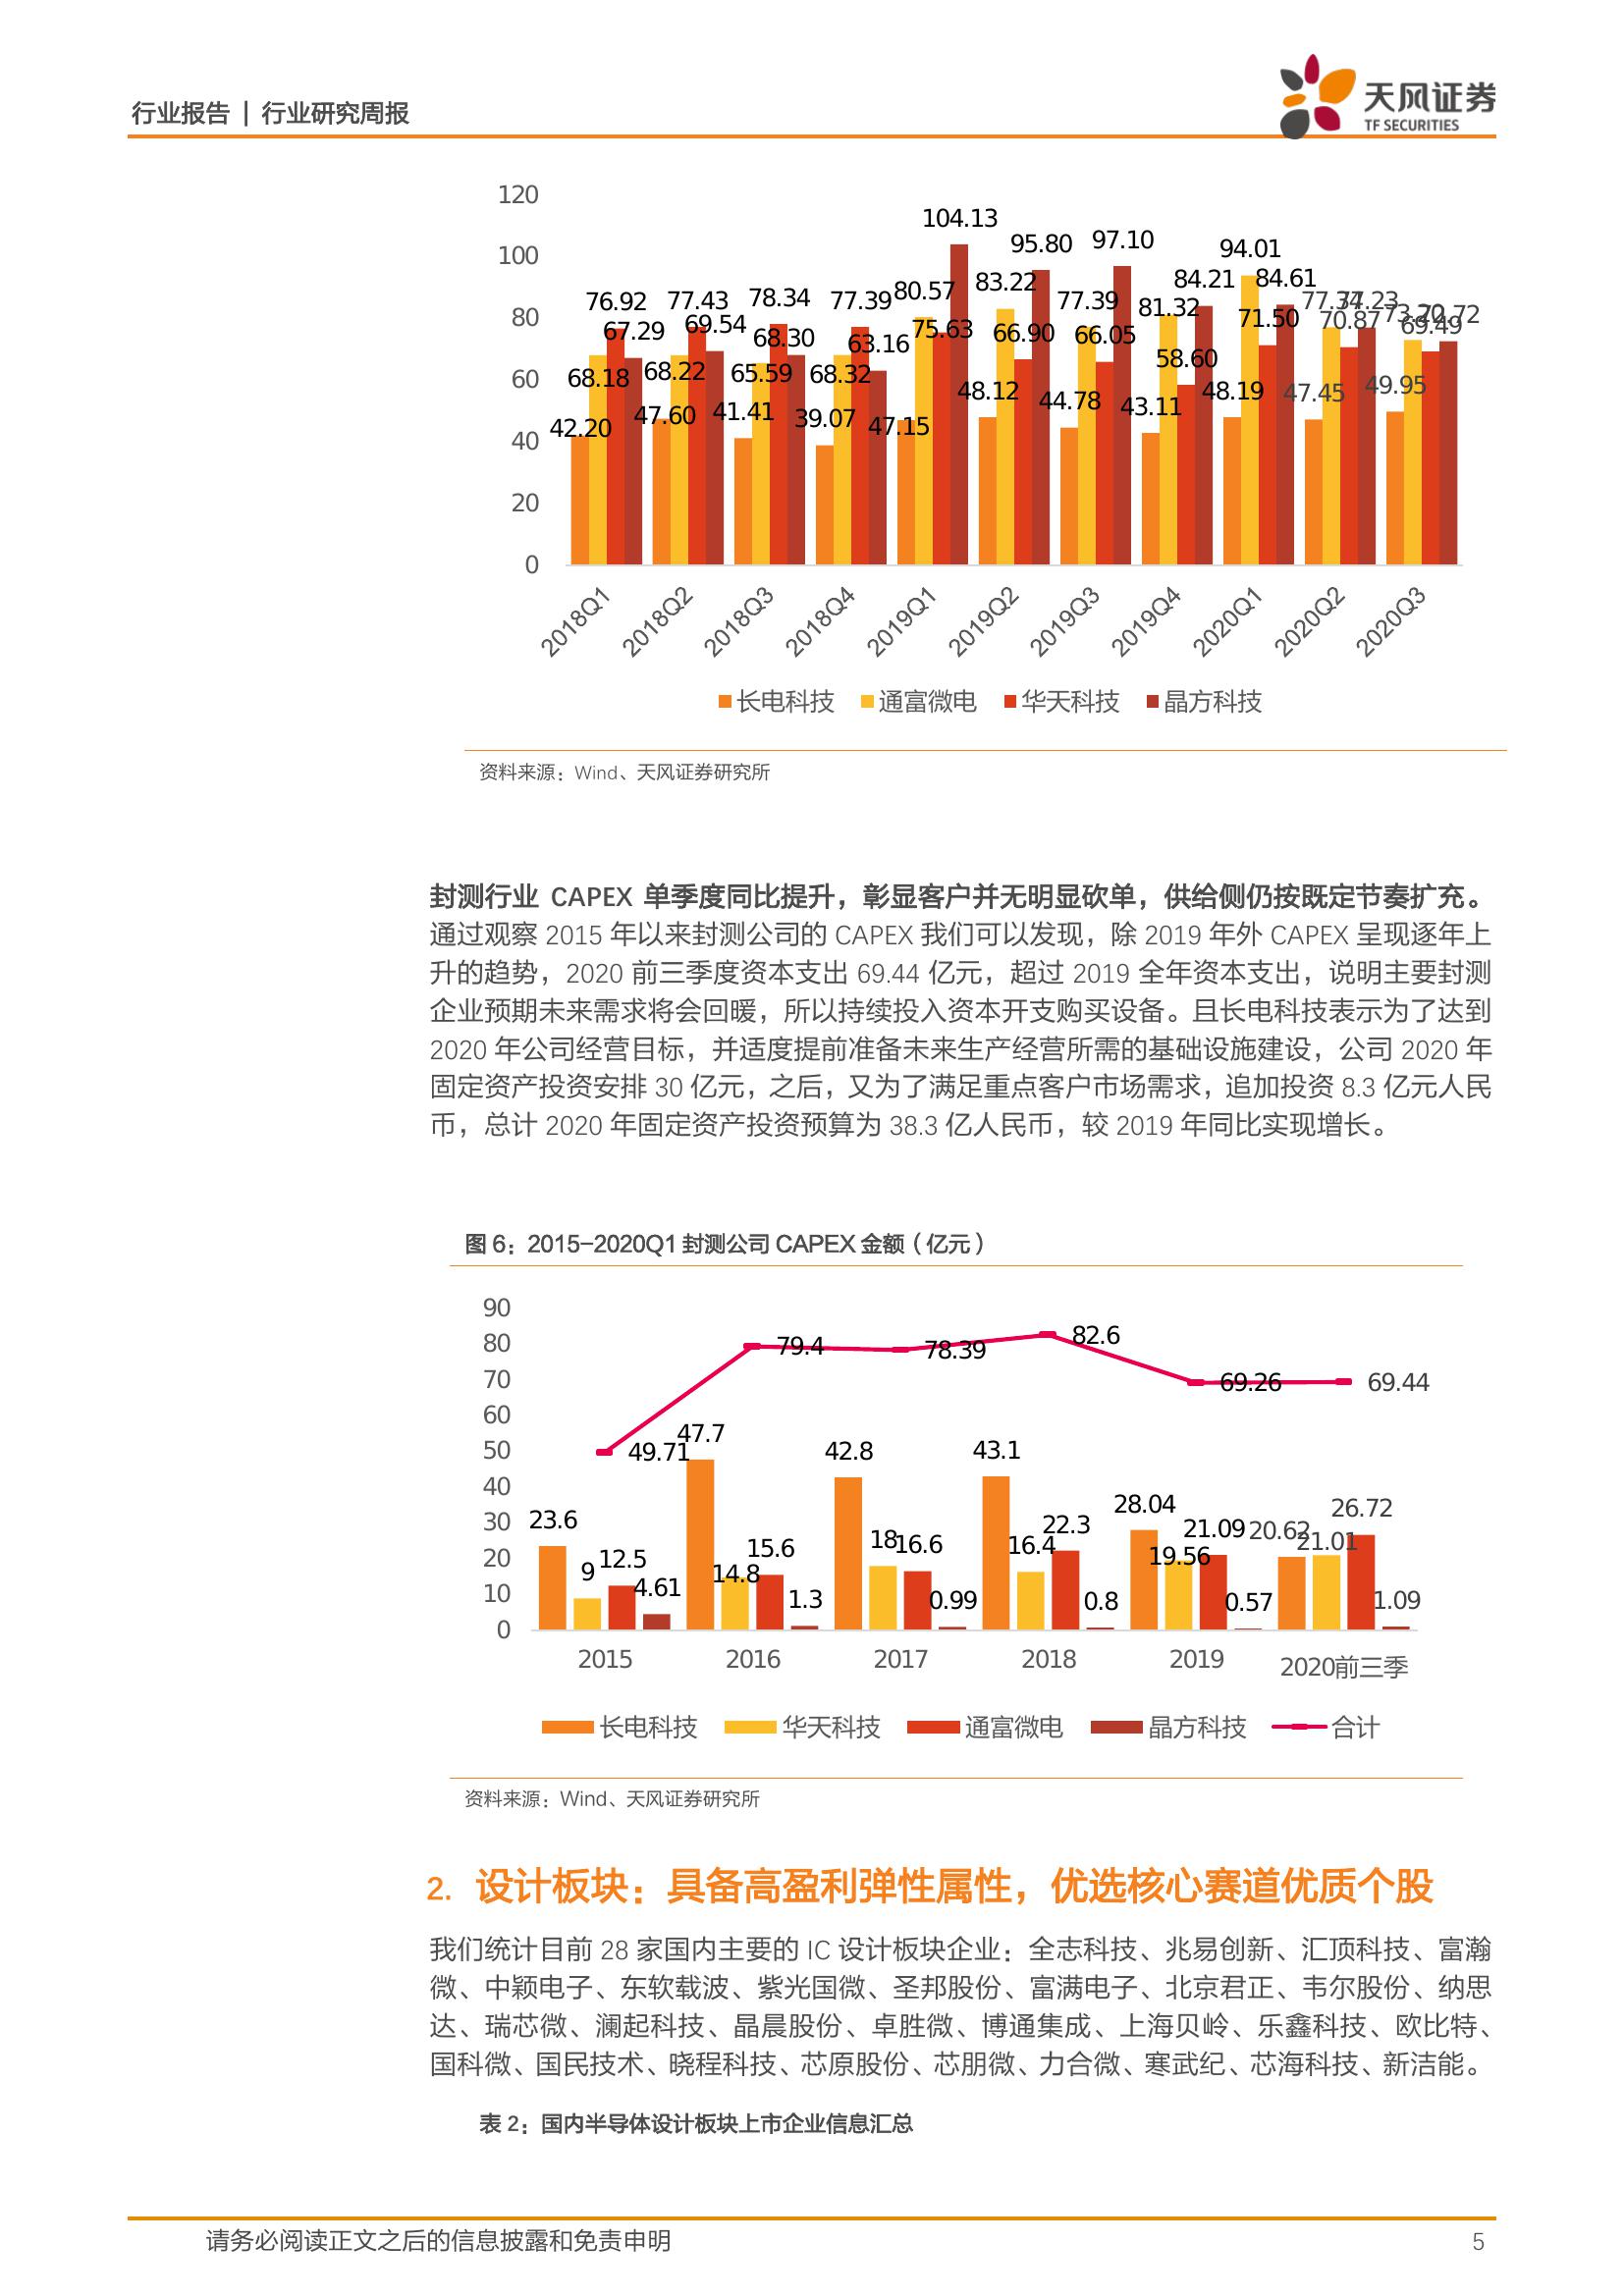 行业报告 | 行业研究周报
天风证券
TF SECURITIES
120
100
80
60
40
20
0
104.13
95.80
97.10
94.01
76.92
77.43
78.34
77.39
80.57
83.22
77.39
81.32
84.21
84.61
77.34
77.23
73.20
72.72
67.29
69.54
68.30
63.16
75.63
66.90
66.05
58.60
71.50
70.87
69.49
68.18
68.22
65.59
68.32
42.20
47.60
41.41
39.07
47.15
48.12
44.78
43.11
48.19
47.45
49.95
2018Q1
2018Q2
2018Q3
2018Q4
2019Q1
2019Q2
2019Q3
2019Q4
2020Q1
2020Q2
2020Q3
长电科技 通富微电 华天科技 晶方科技
资料来源：Wind、天风证券研究所
封测行业 CAPEX 单季度同比提升，彰显客户并无明显砍单，供给侧仍按既定节奏扩充。
通过观察 2015 年以来封测公司的 CAPEX 我们可以发现，除 2019 年外 CAPEX 呈现逐年上
升的趋势，2020 前三季度资本支出 69.44 亿元，超过 2019 全年资本支出，说明主要封测
企业预期未来需求将会回暖，所以持续投入资本开支购买设备。且长电科技表示为了达到
2020 年公司经营目标，并适度提前准备未来生产经营所需的基础设施建设，公司 2020 年
固定资产投资安排 30 亿元，之后，又为了满足重点客户市场需求，追加投资 8.3 亿元人民
币，总计 2020 年固定资产投资预算为 38.3 亿人民币，较 2019 年同比实现增长。
图 6：2015-2020Q1 封测公司 CAPEX 金额（亿元）
90
80
70
60
50
40
30
20
10
0
49.71
79.4
78.39
82.6
69.26
69.44
23.6
9
12.5
4.61
47.7
14.8
15.6
1.3
42.8
18
16.6
0.99
43.1
16.4
22.3
0.8
28.04
19.56
21.09
0.57
20.62
21.01
26.72
1.09
2015
2016
2017
2018
2019
2020前三季
长电科技 华天科技 通富微电 晶方科技 合计
资料来源：Wind、天风证券研究所
2. 设计板块：具备高盈利弹性属性，优选核心赛道优质个股
我们统计目前 28 家国内主要的 IC 设计板块企业：全志科技、兆易创新、汇顶科技、富瀚
微、中颖电子、东软载波、紫光国微、圣邦股份、富满电子、北京君正、韦尔股份、纳思
达、瑞芯微、澜起科技、晶晨股份、卓胜微、博通集成、上海贝岭、乐鑫科技、欧比特、
国科微、国民技术、晓程科技、芯原股份、芯朋微、力合微、寒武纪、芯海科技、新洁能。
表 2：国内半导体设计板块上市企业信息汇总
请务必阅读正文之后的信息披露和免责申明
5